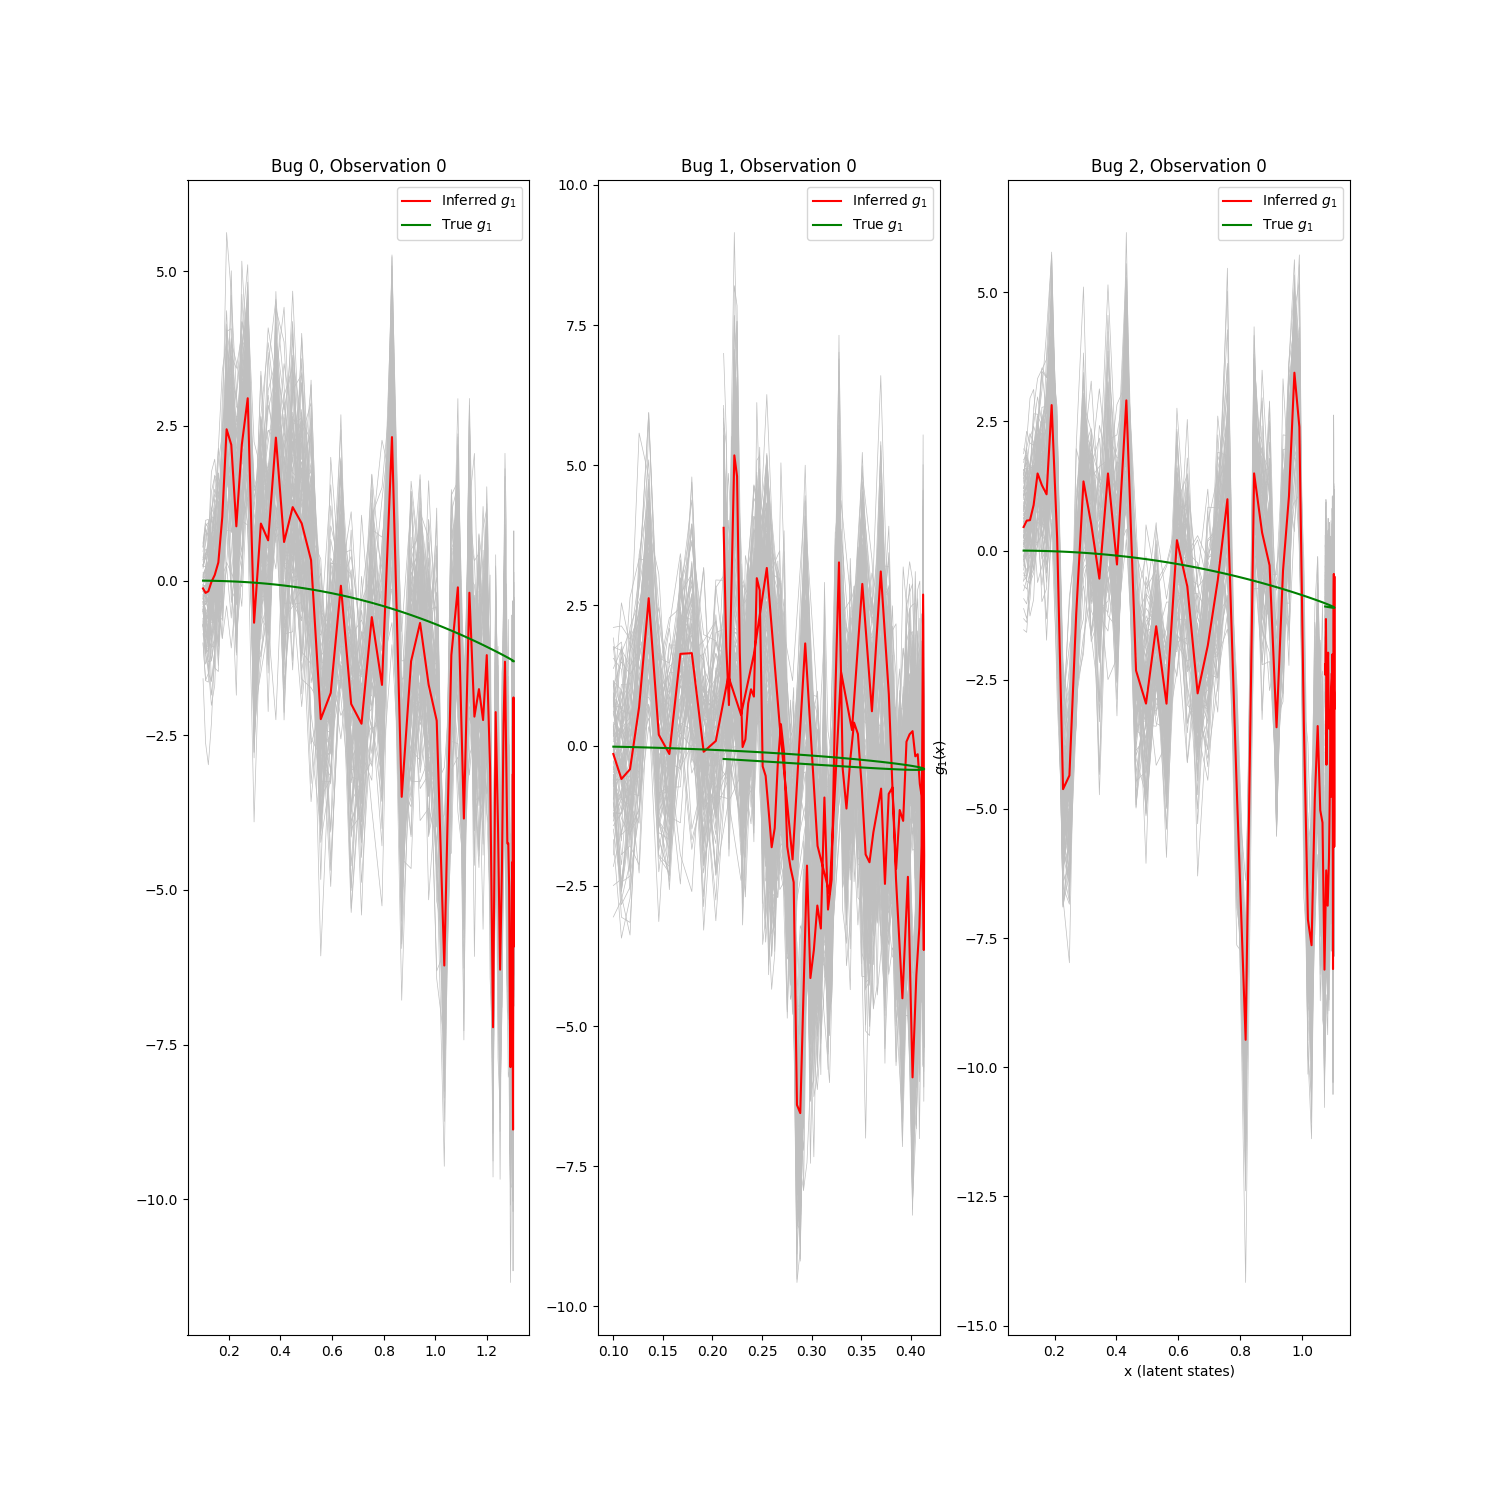 Bug 0, Observation 0
Inferred g₁
True g₁
5.0
2.5
0.0
−2.5
−5.0
−7.5
−10.0
0.2 0.4 0.6 0.8 1.0 1.2
Bug 1, Observation 0
Inferred g₁
True g₁
10.0
7.5
5.0
2.5
0.0
−2.5
−5.0
−7.5
−10.0
0.10 0.15 0.20 0.25 0.30 0.35 0.40
Bug 2, Observation 0
Inferred g₁
True g₁
g₁(x)
5.0
2.5
0.0
−2.5
−5.0
−7.5
−10.0
−12.5
−15.0
0.2 0.4 0.6 0.8 1.0
x (latent states)